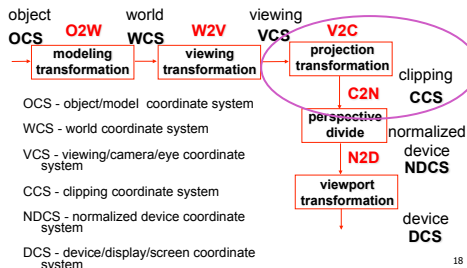 object world viewing
OCS O2W WCS W2V VCS V2C
modeling transformation
viewing transformation
projection transformation
clipping
C2N CCS
perspective divide
normalized
device
N2D NDCS
viewport transformation
device
DCS
OCS - object/model coordinate system
WCS - world coordinate system
VCS - viewing/camera/eye coordinate
system
CCS - clipping coordinate system
NDCS - normalized device coordinate
system
DCS - device/display/screen coordinate
system
18